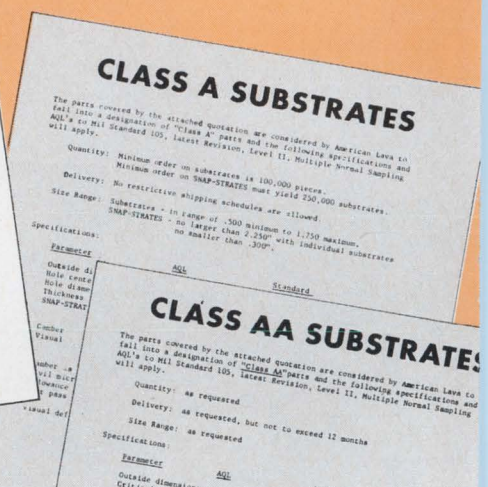 CLASS A SUBSTRATES
The parts covered by the attached quotation are considered by American Lava to
fall into a designation of "Class A" parts and the following specifications and
AQL's to Mil Standard 105, latest Revision, Level II, Multiple Normal Sampling
will apply.
Quantity: Minimum order on substrates is 100,000 pieces.
Minimum order on SNAP-STRATES must yield 250,000 substrates.
Delivery: No restrictive shipping schedules are allowed.
Size Range: Substrates - in range of .500 minimum to 1.750 maximum.
SNAP-STRATES - no larger than 2.250" with individual substrates
no smaller than .300".
Specifications:
Parameter AQL Standard
Outside di
Hole cente
Hole diame
Thickness
SNAP-STRAT
Camber
Visual
CLASS AA SUBSTRATES
The parts covered by the attached quotation are considered by American Lava to
fall into a designation of "Class AA" parts and the following specifications and
AQL's to Mil Standard 105, latest Revision, Level II, Multiple Normal Sampling
will apply.
Quantity: as requested
Delivery: as requested, but not to exceed 12 months
Size Range: as requested
Specifications:
Parameter AQL
Outside dimension